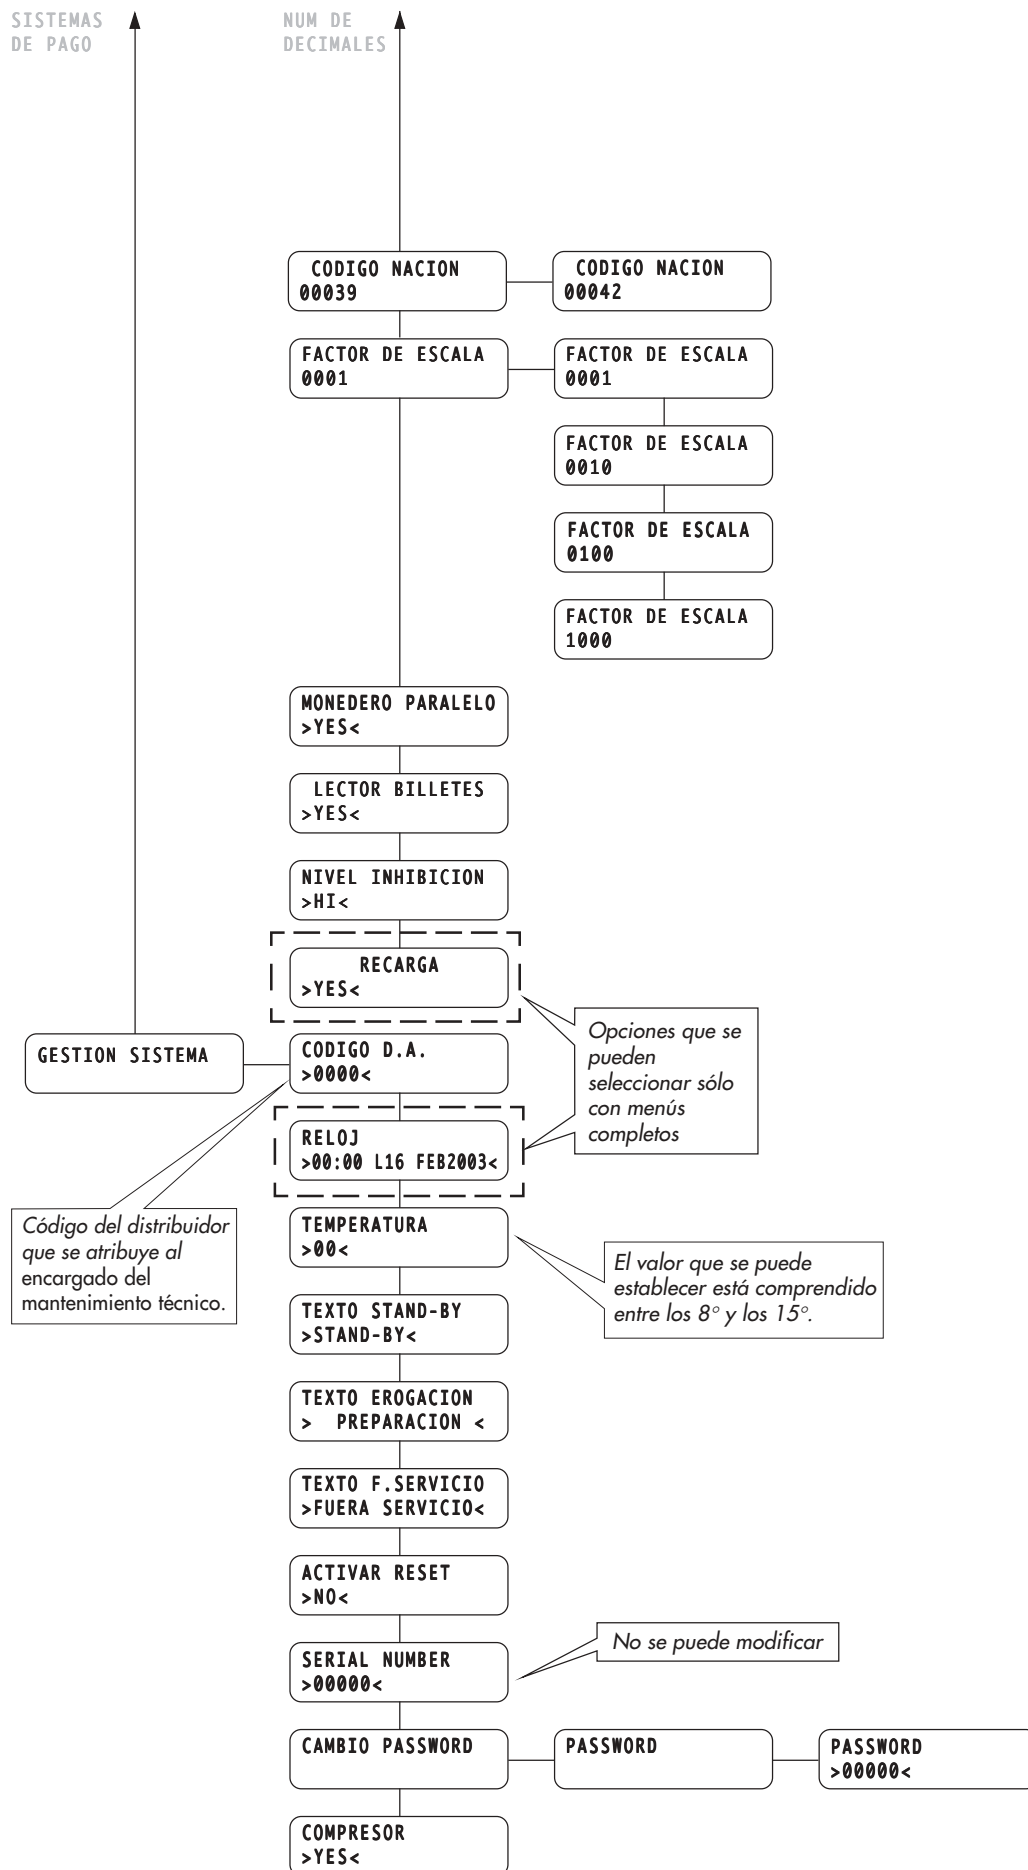 SISTEMAS
DE PAGO
NUM DE
DECIMALES
CODIGO NACION
00039
CODIGO NACION
00042
FACTOR DE ESCALA
0001
FACTOR DE ESCALA
0001
FACTOR DE ESCALA
0010
FACTOR DE ESCALA
0100
FACTOR DE ESCALA
1000
MONEDERO PARALELO
>YES<
LECTOR BILLETES
>YES<
NIVEL INHIBICION
>HI<
RECARGA
>YES<
Opciones que se
pueden
seleccionar sólo
con menús
completos
GESTION SISTEMA
CODIGO D.A.
>0000<
RELOJ
>00:00 L16 FEB2003<
Código del distribuidor
que se atribuye al
encargado del
mantenimiento técnico.
TEMPERATURA
>00<
El valor que se puede
establecer está comprendido
entre los 8° y los 15°.
TEXTO STAND-BY
>STAND-BY<
TEXTO EROGACION
> PREPARACION <
TEXTO F.SERVICIO
>FUERA SERVICIO<
ACTIVAR RESET
>NO<
No se puede modificar
SERIAL NUMBER
>00000<
CAMBIO PASSWORD
PASSWORD
PASSWORD
>00000<
COMPRESOR
>YES<